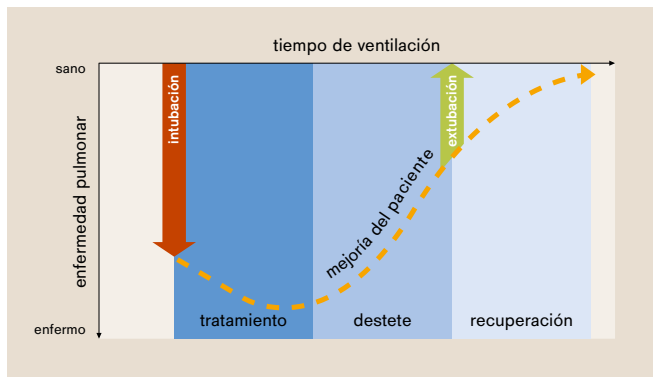 tiempo de ventilación
sano
intubación
extubación
enfermedad pulmonar
mejoría del paciente
enfermo
tratamiento
destete
recuperación